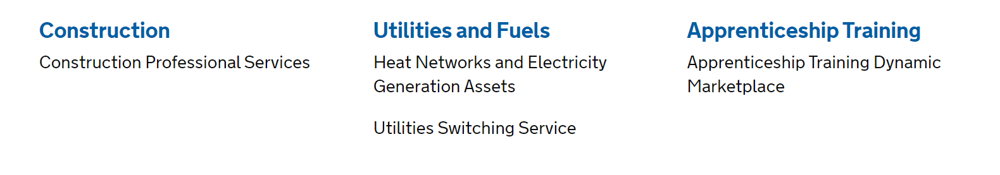 Construction
Construction Professional Services
Utilities and Fuels
Heat Networks and Electricity
Generation Assets
Utilities Switching Service
Apprenticeship Training
Apprenticeship Training Dynamic
Marketplace